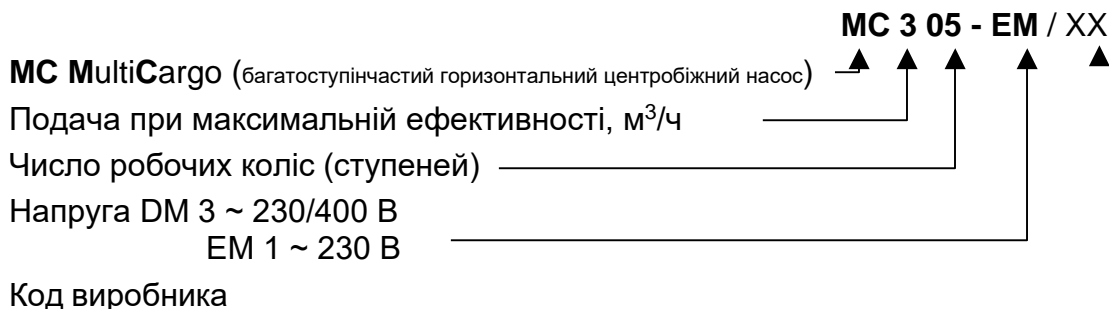 MC 3 05 - EM / XX
MC MultiCargo (багатоступінчастий горизонтальний центробіжний насос)
Подача при максимальній ефективності, м³/ч
Число робочих коліс (ступеней)
Напруга DM 3 ~ 230/400 В
EM 1 ~ 230 В
Код виробника